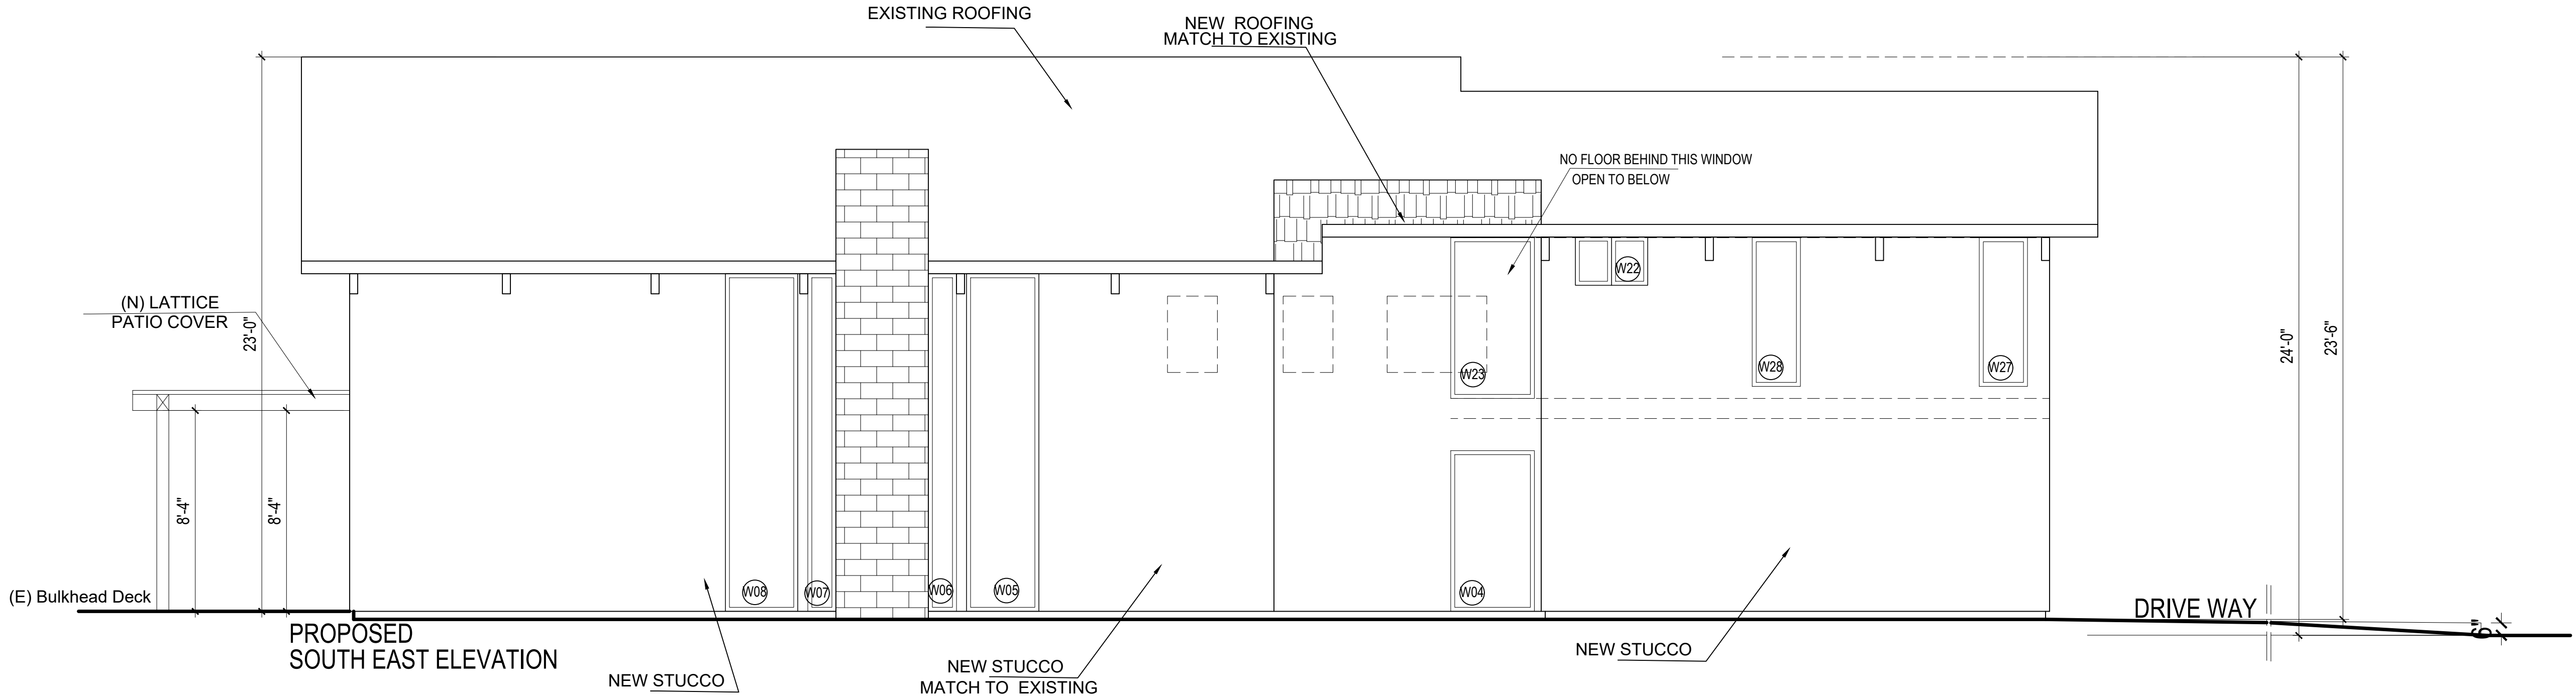 EXISTING ROOFING
NEW ROOFING
MATCH TO EXISTING
NO FLOOR BEHIND THIS WINDOW
OPEN TO BELOW
W22
(N) LATTICE
PATIO COVER
23'-0"
24'-0"
23'-6"
W23
W28
W27
8'-4"
8'-4"
(E) Bulkhead Deck
W08
W07
W06
W05
W04
DRIVE WAY
6"
PROPOSED
SOUTH EAST ELEVATION
NEW STUCCO
NEW STUCCO
MATCH TO EXISTING
NEW STUCCO